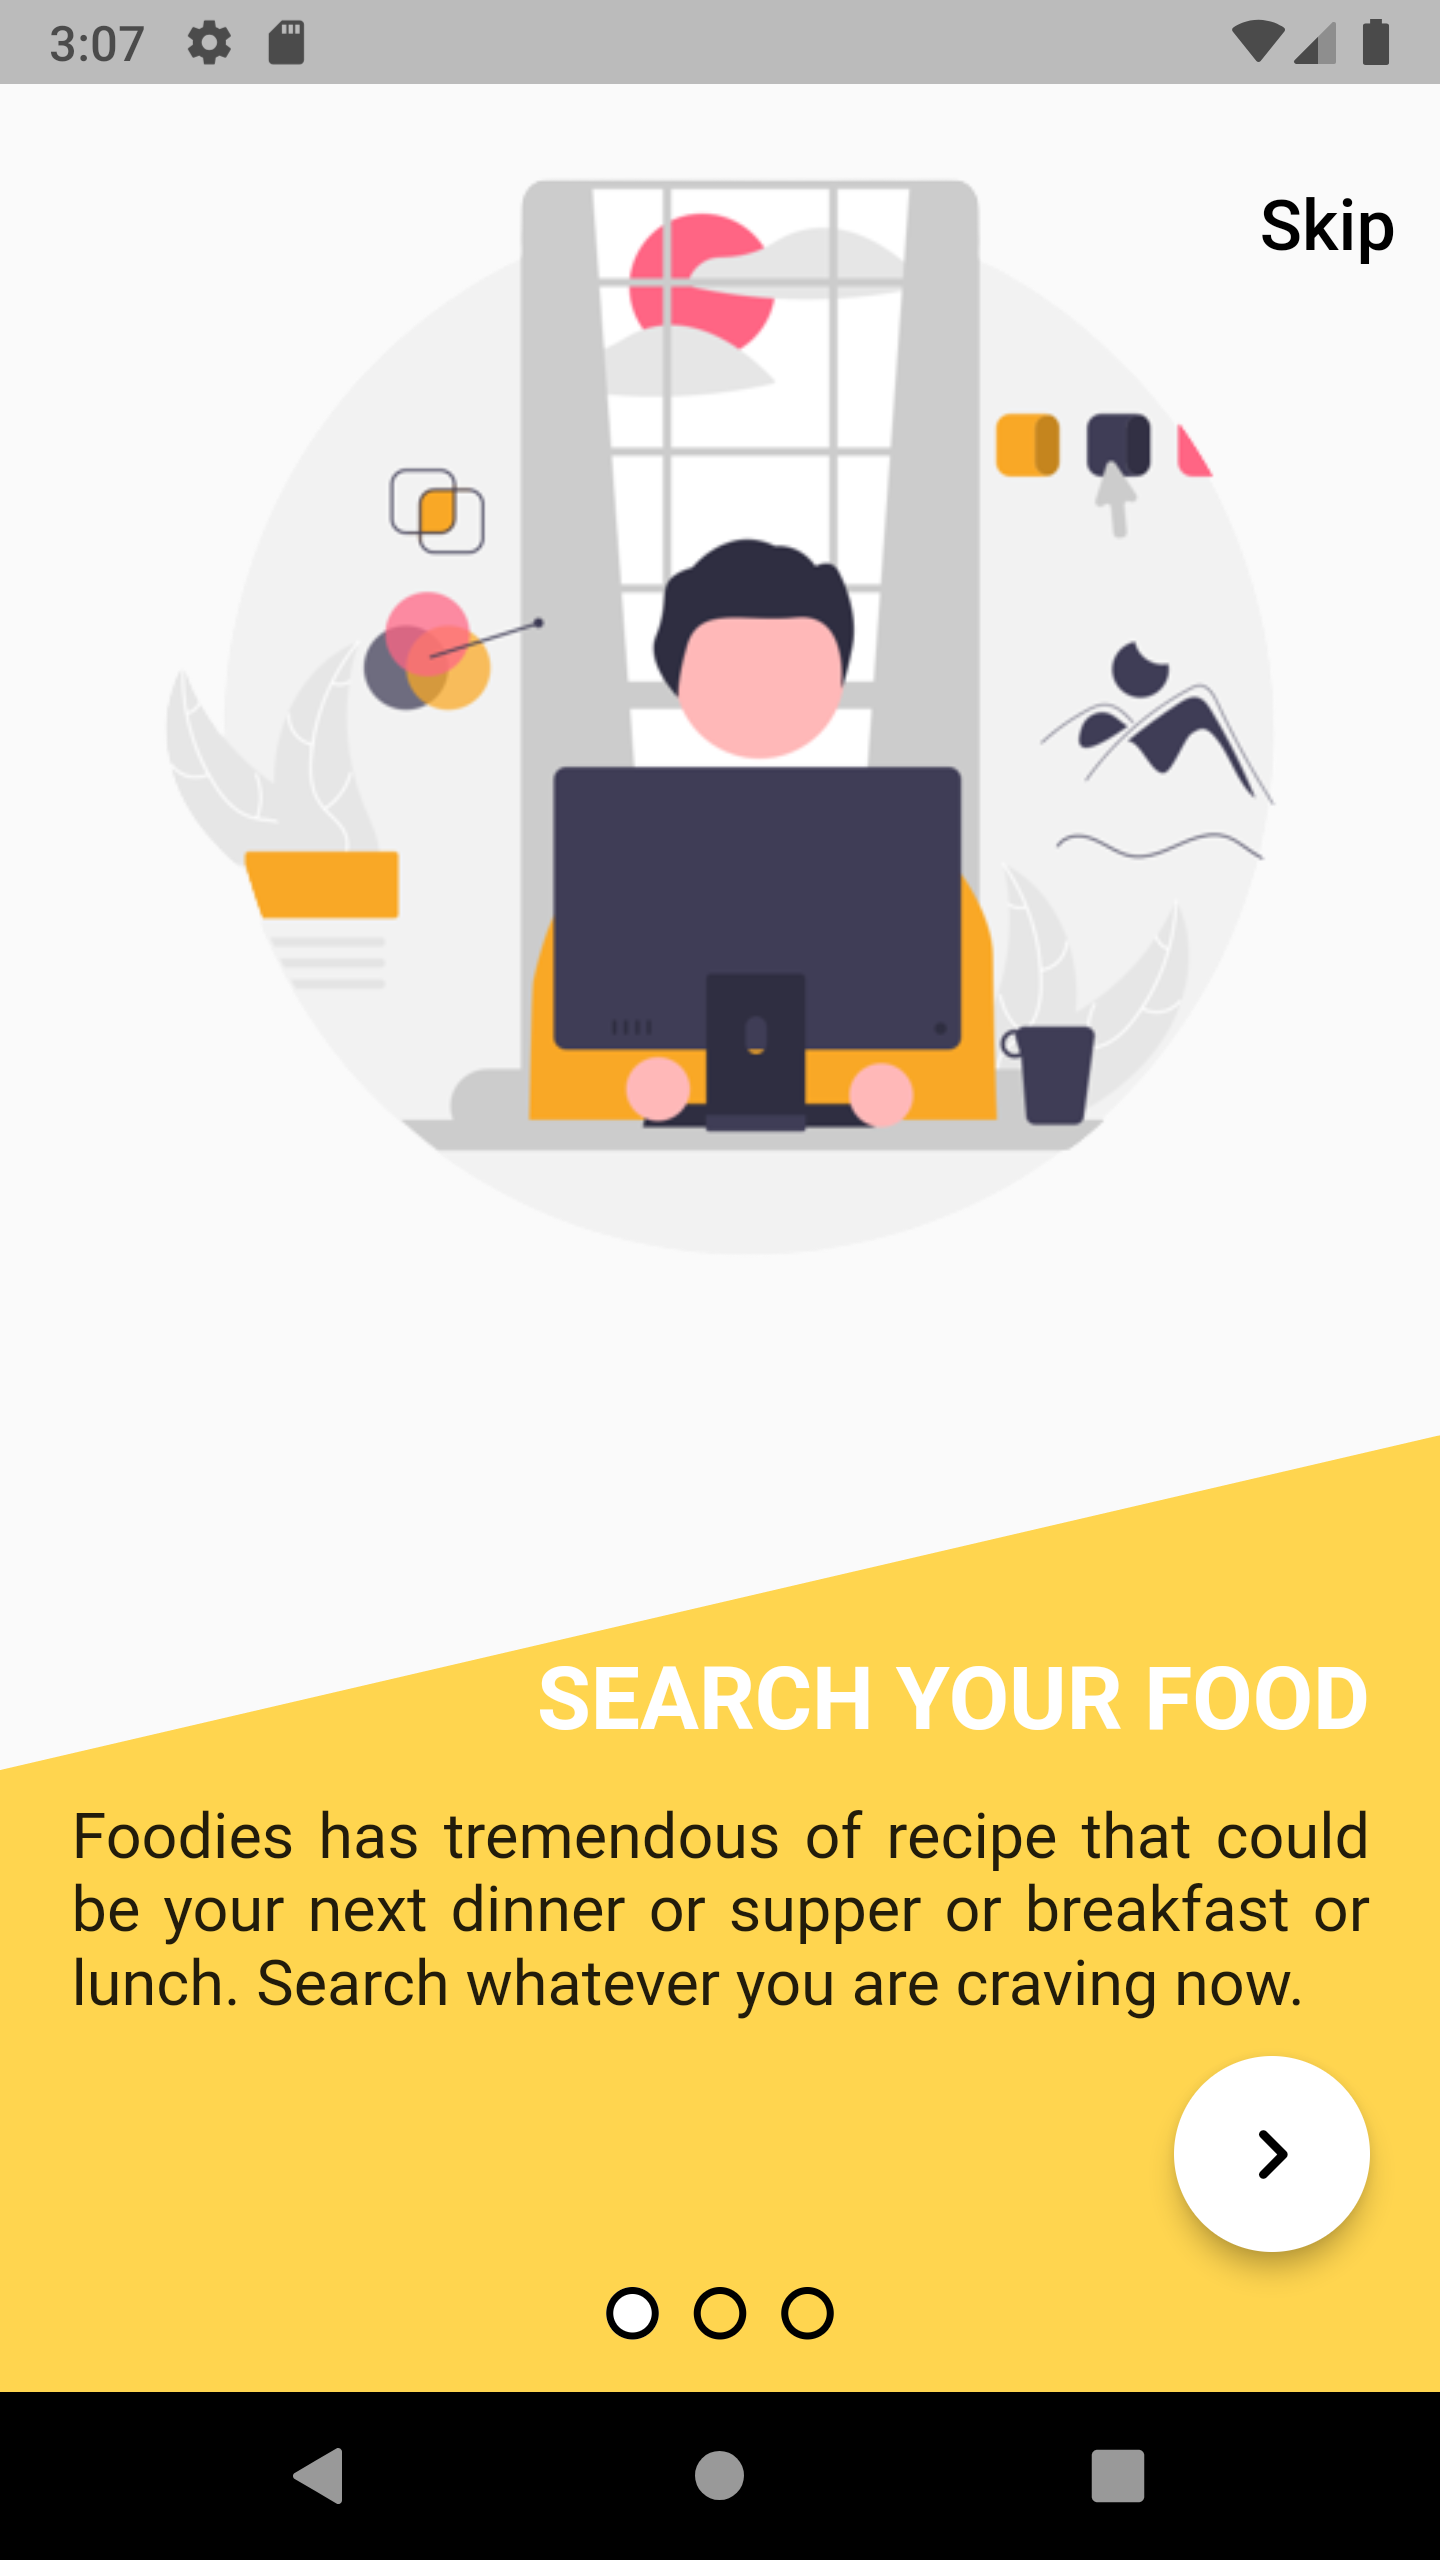 3:07
Skip
SEARCH YOUR FOOD
Foodies has tremendous of recipe that could
be your next dinner or supper or breakfast or
lunch. Search whatever you are craving now.